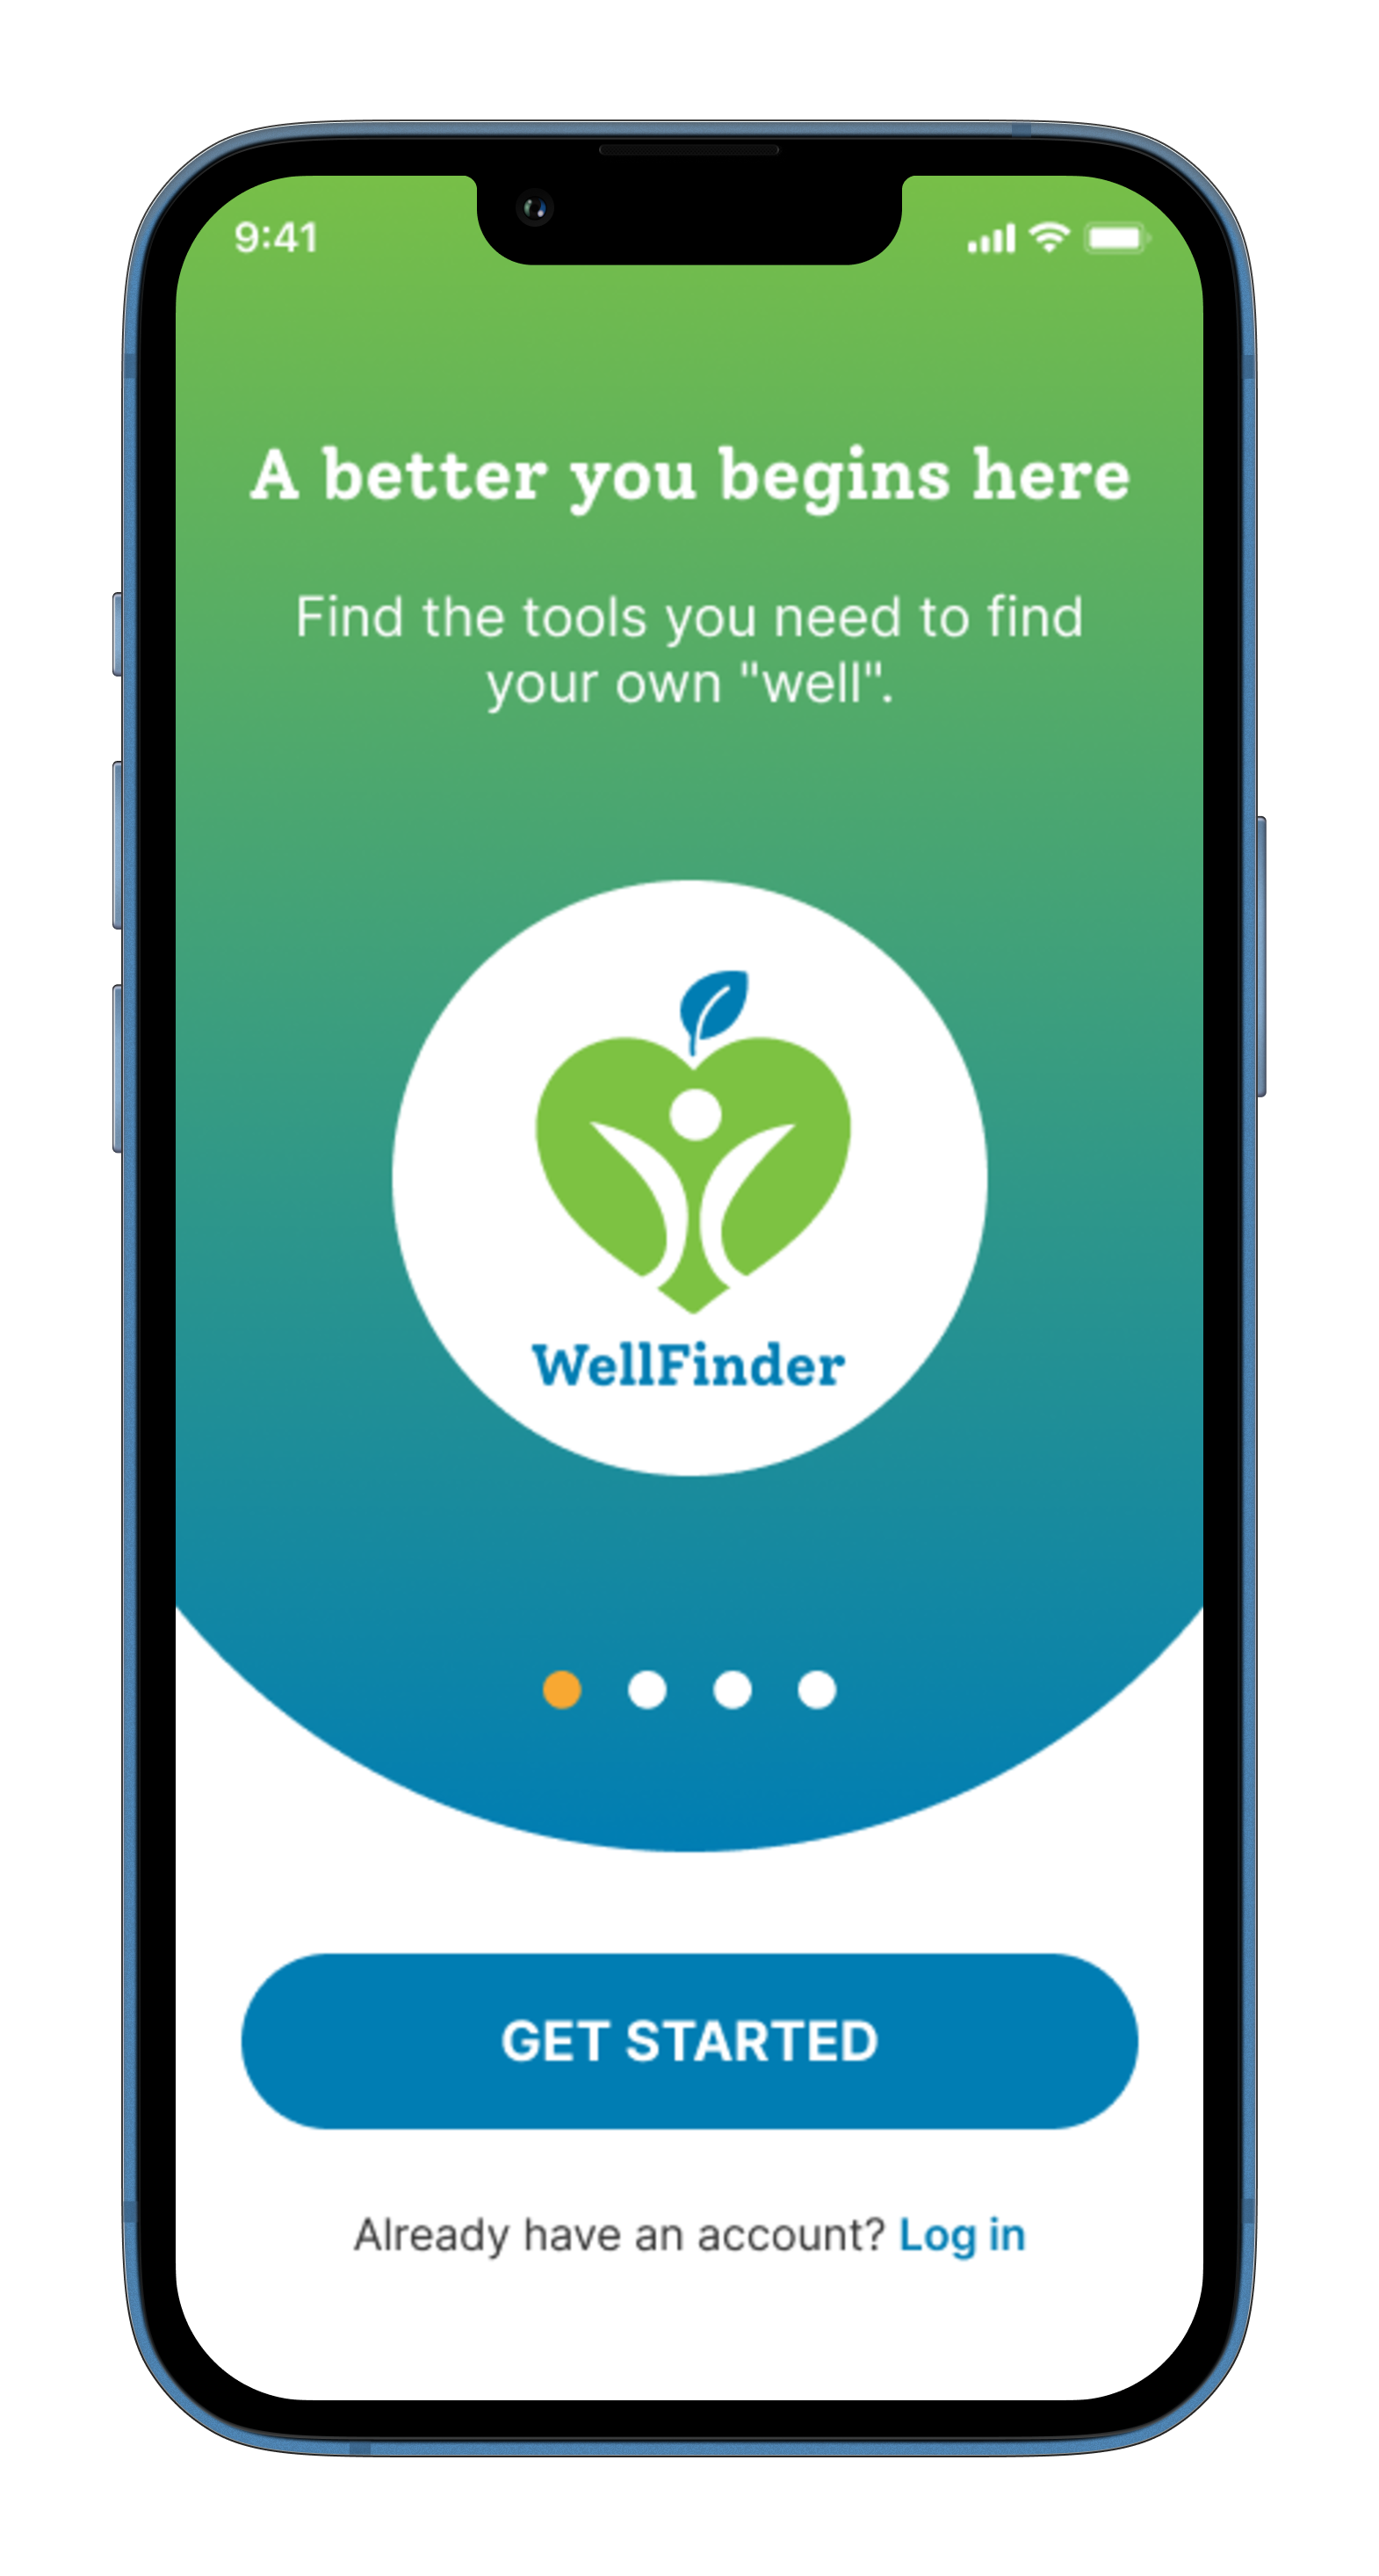 9:41
A better you begins here
Find the tools you need to find
your own "well".
WellFinder
GET STARTED
Already have an account? Log in